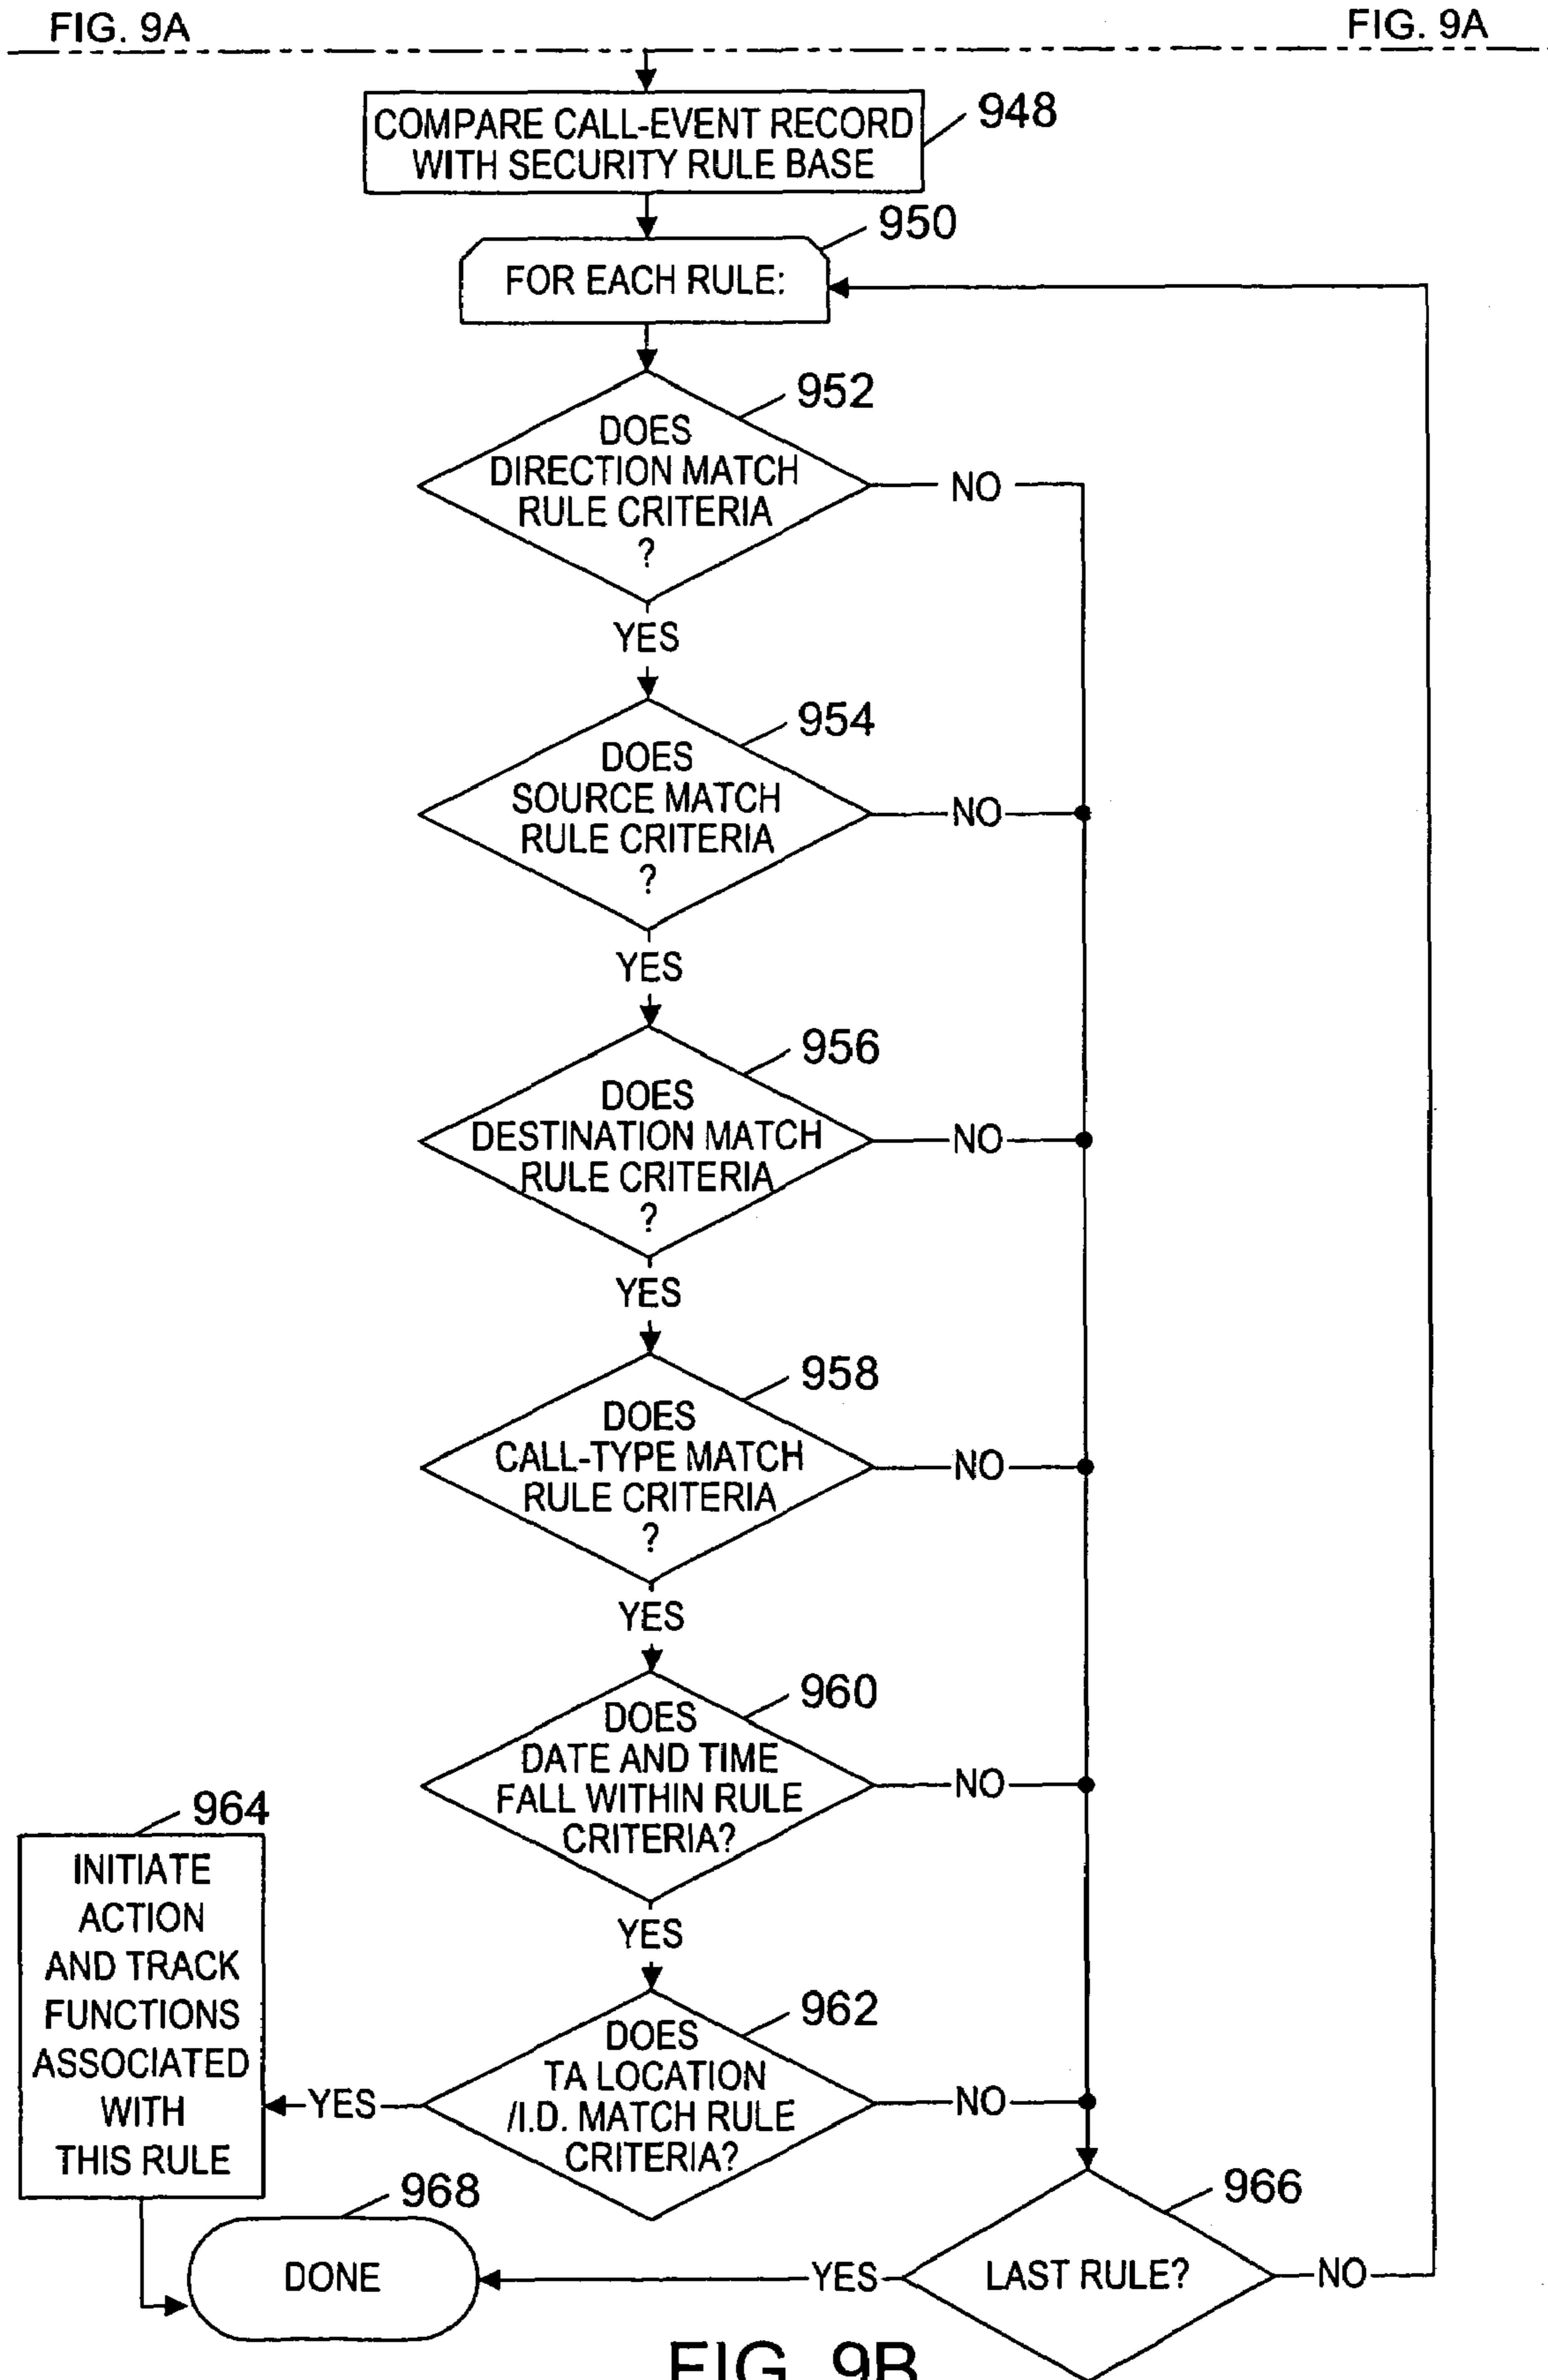 FIG. 9A
FIG. 9A
COMPARE CALL-EVENT RECORD
WITH SECURITY RULE BASE
948
950
FOR EACH RULE:
952
DOES
DIRECTION MATCH
RULE CRITERIA
?
NO
YES
954
DOES
SOURCE MATCH
RULE CRITERIA
?
NO
YES
956
DOES
DESTINATION MATCH
RULE CRITERIA
?
NO
YES
958
DOES
CALL-TYPE MATCH
RULE CRITERIA
?
NO
YES
960
DOES
DATE AND TIME
FALL WITHIN RULE
CRITERIA?
NO
YES
962
DOES
TA LOCATION
/I.D. MATCH RULE
CRITERIA?
NO
YES
964
INITIATE
ACTION
AND TRACK
FUNCTIONS
ASSOCIATED
WITH
THIS RULE
966
LAST RULE?
NO
YES
968
DONE
FIG. 9B